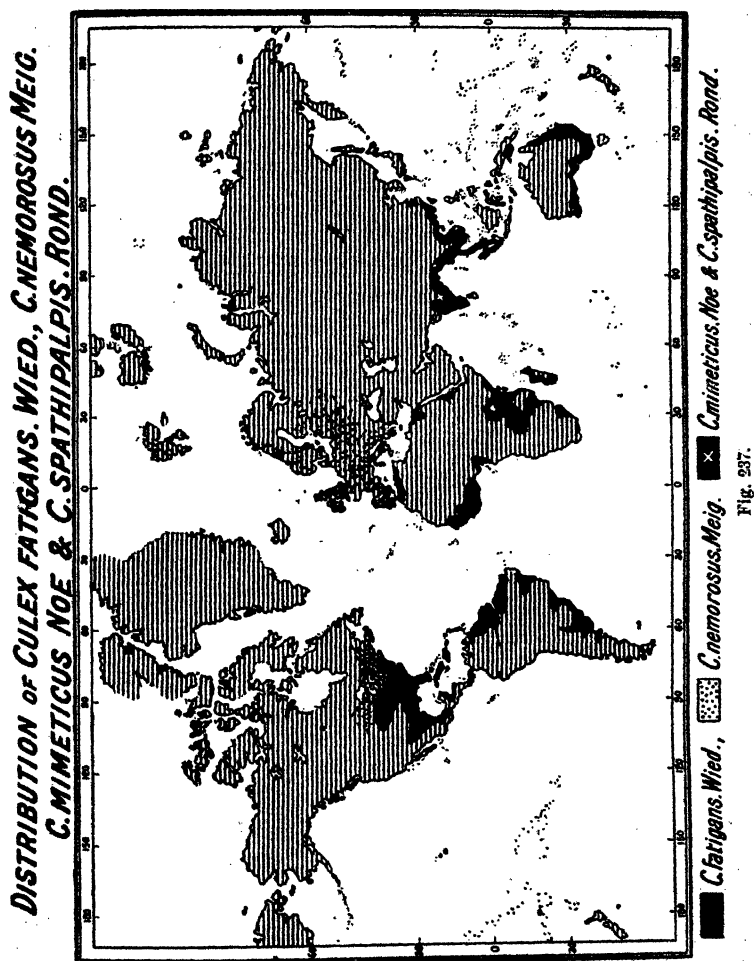 DISTRIBUTION OF CULEX FATIGANS. WIED., C.NEMOROSUS MEIG.
C.MIMETICUS NOE & C.SPATHIPALPIS. ROND.
C.fatigans.Wied., C.nemorosus.Meig. C.mimeticus.Noe & C.spathipalpis.Rond.
Fig. 237.